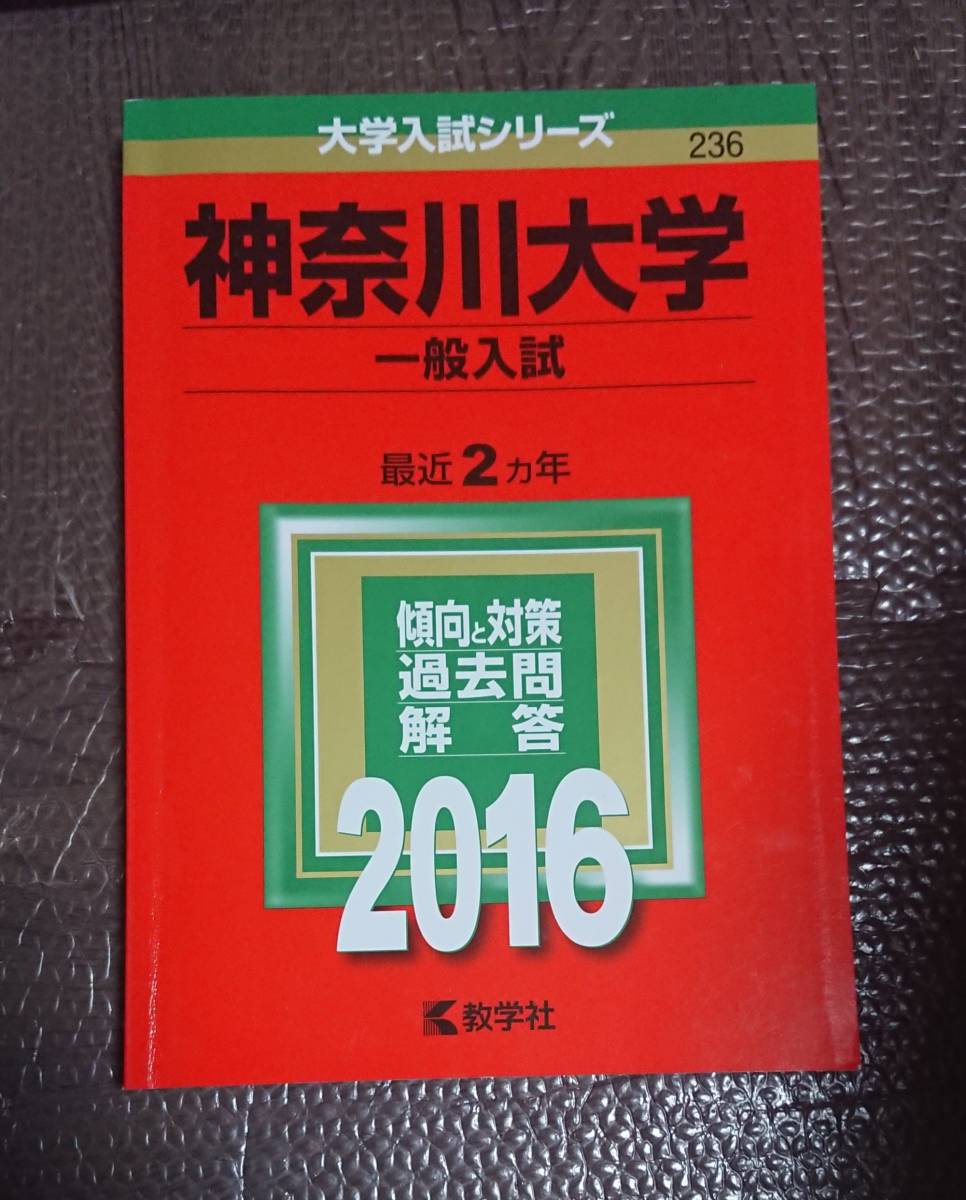 大学入試シリーズ
236
神奈川大学
一般入試
最近2カ年
傾向と対策
過去問
解答
2016
教学社